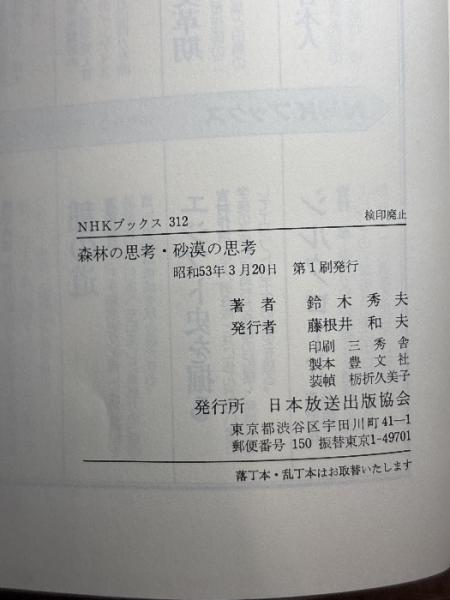 NHKブックス 312 検印廃止
森林の思考・砂漠の思考
昭和53年3月20日 第1刷発行
著者 鈴木秀夫
発行者 藤根井和夫
印刷 三秀舎
製本 豊文社
装幀 栃折久美子
発行所 日本放送出版協会
東京都渋谷区宇田川町41—1
郵便番号 150 振替東京1-49701
落丁本・乱丁本はお取替いたします